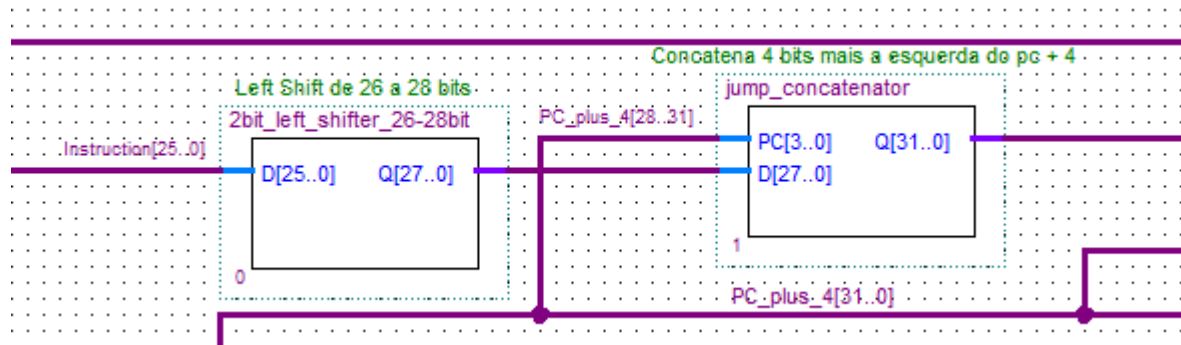 Concatena 4 bits mais a esquerda do pc + 4
Left Shift de 26 a 28 bits
jump_concatenator
2bit_left_shifter_26-28bit
PC_plus_4[28..31]
Instruction[25..0]
PC[3..0]
Q[31..0]
D[25..0]
Q[27..0]
D[27..0]
1
0
PC_plus_4[31..0]